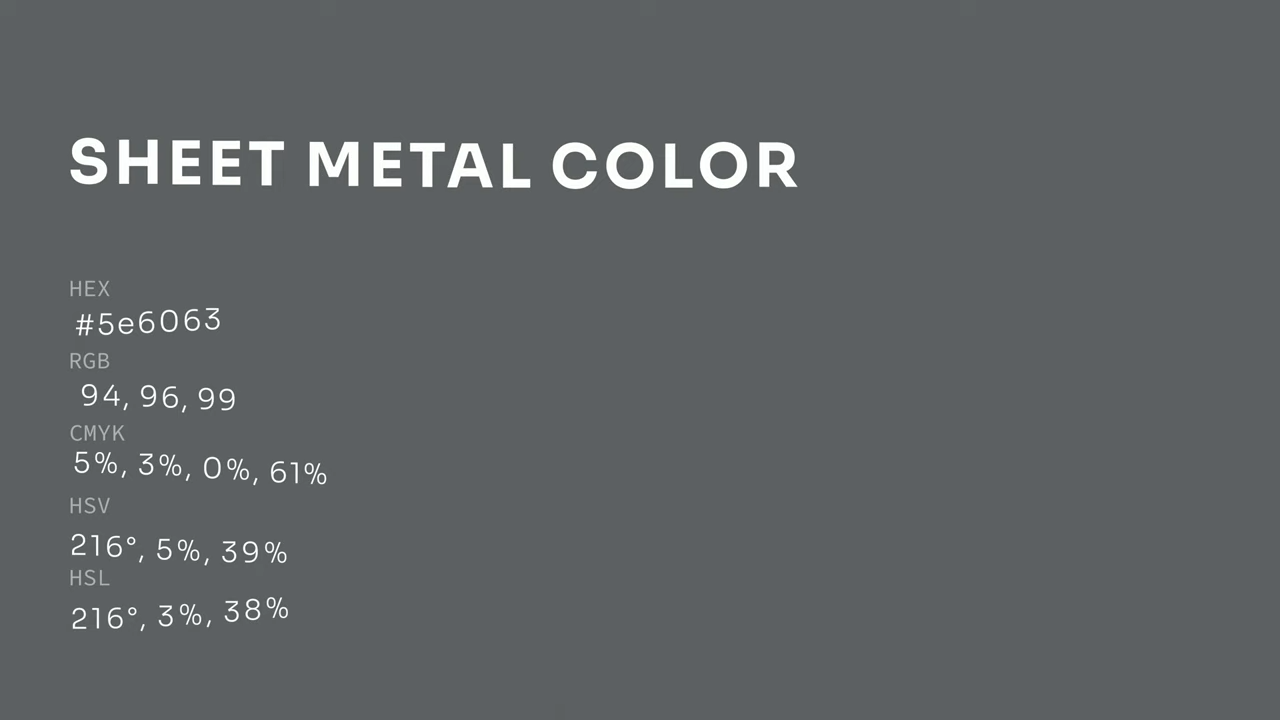 SHEET METAL COLOR
HEX
#5e6063
RGB
94, 96, 99
CMYK
5%, 3%, 0%, 61%
HSV
216°, 5%, 39%
HSL
216°, 3%, 38%